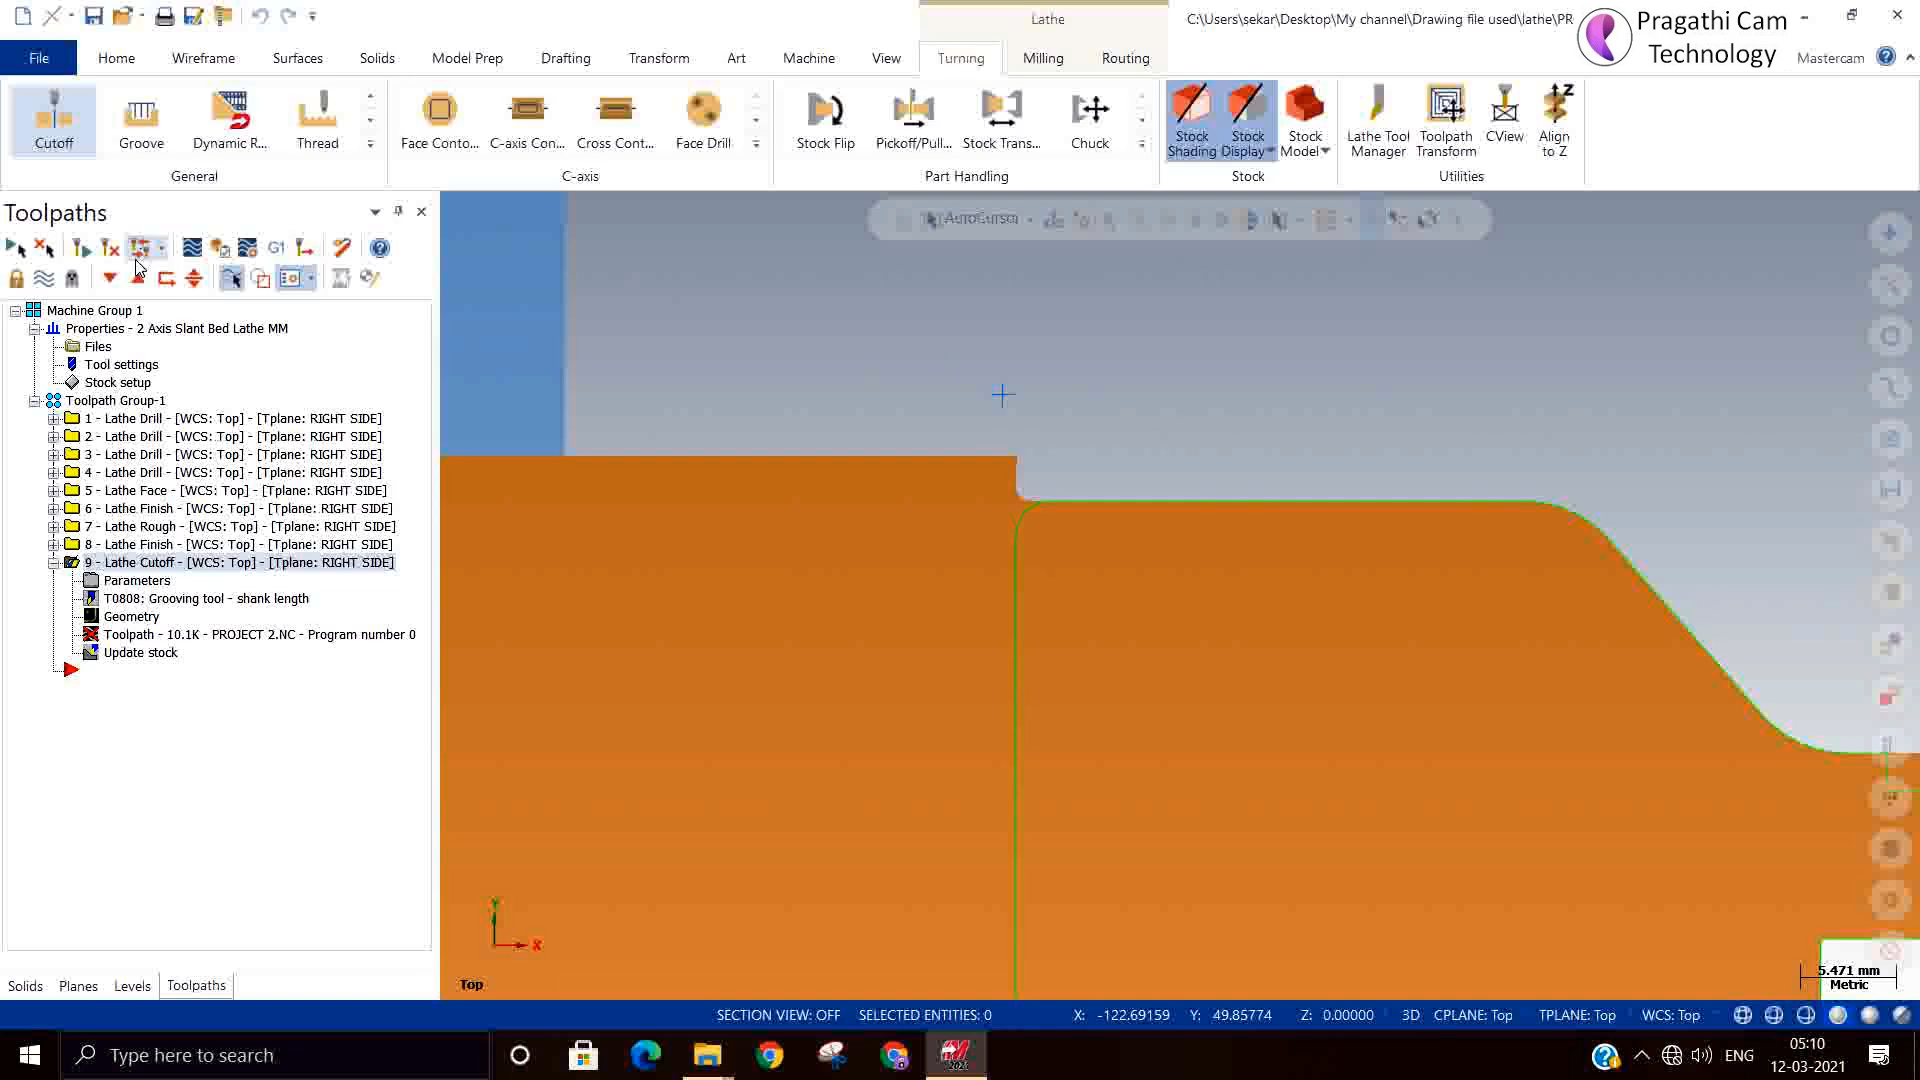 Lathe
C:\Users\sekar\Desktop\My channel\Drawing file used\lathe\PR
Pragathi Cam
Technology
Mastercam
File
Home
Wireframe
Surfaces
Solids
Model Prep
Drafting
Transform
Art
Machine
View
Turning
Milling
Routing
Cutoff
Groove
Dynamic R...
Thread
Face Conto...
C-axis Con...
Cross Cont...
Face Drill
Stock Flip
Pickoff/Pull...
Stock Trans...
Chuck
Stock Shading
Stock Display
Stock Model
Lathe Tool Manager
Toolpath Transform
CView
Align to Z
General
C-axis
Part Handling
Stock
Utilities
Toolpaths
AutoCursor
G1
Machine Group 1
Properties - 2 Axis Slant Bed Lathe MM
Files
Tool settings
Stock setup
Toolpath Group-1
1 - Lathe Drill - [WCS: Top] - [Tplane: RIGHT SIDE]
2 - Lathe Drill - [WCS: Top] - [Tplane: RIGHT SIDE]
3 - Lathe Drill - [WCS: Top] - [Tplane: RIGHT SIDE]
4 - Lathe Drill - [WCS: Top] - [Tplane: RIGHT SIDE]
5 - Lathe Face - [WCS: Top] - [Tplane: RIGHT SIDE]
6 - Lathe Finish - [WCS: Top] - [Tplane: RIGHT SIDE]
7 - Lathe Rough - [WCS: Top] - [Tplane: RIGHT SIDE]
8 - Lathe Finish - [WCS: Top] - [Tplane: RIGHT SIDE]
9 - Lathe Cutoff - [WCS: Top] - [Tplane: RIGHT SIDE]
Parameters
T0808: Grooving tool - shank length
Geometry
Toolpath - 10.1K - PROJECT 2.NC - Program number 0
Update stock
Y
X
Top
5.471 mm
Metric
Solids
Planes
Levels
Toolpaths
SECTION VIEW: OFF
SELECTED ENTITIES: 0
X: -122.69159
Y: 49.85774
Z: 0.00000
3D
CPLANE: Top
TPLANE: Top
WCS: Top
Type here to search
2021
ENG
05:10
12-03-2021